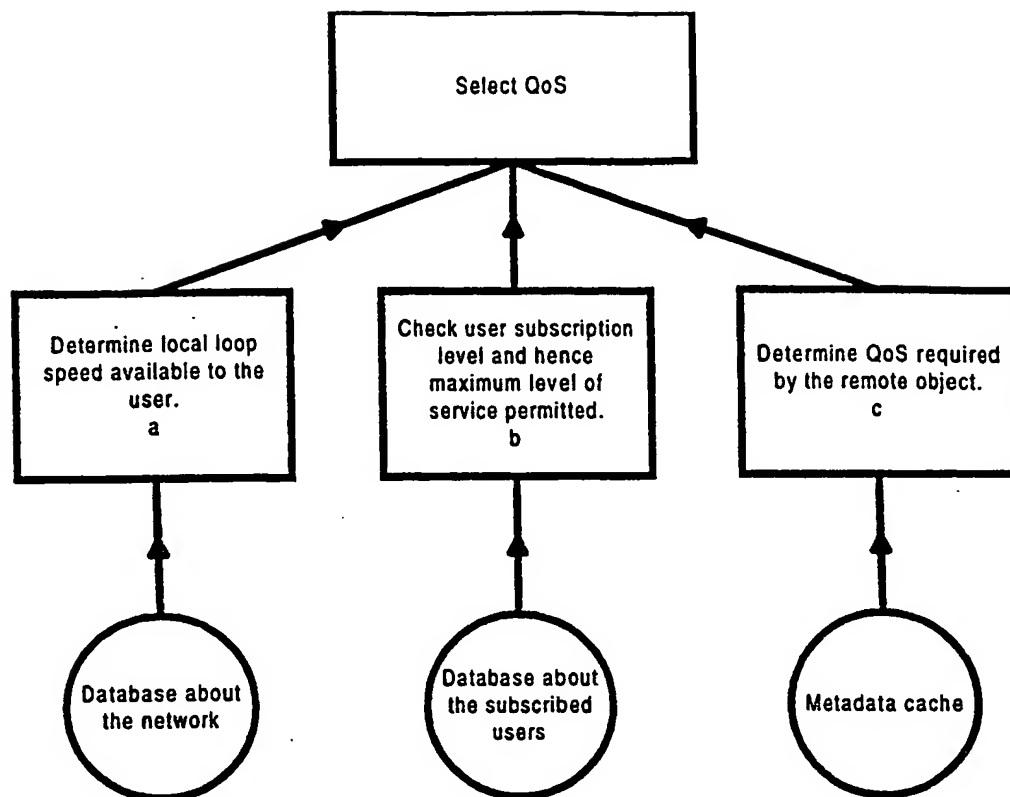 Select QoS
Determine local loop
speed available to the
user.
a
Check user subscription
level and hence
maximum level of
service permitted.
b
Determine QoS required
by the remote object.
c
Database about
the network
Database about
the subscribed
users
Metadata cache